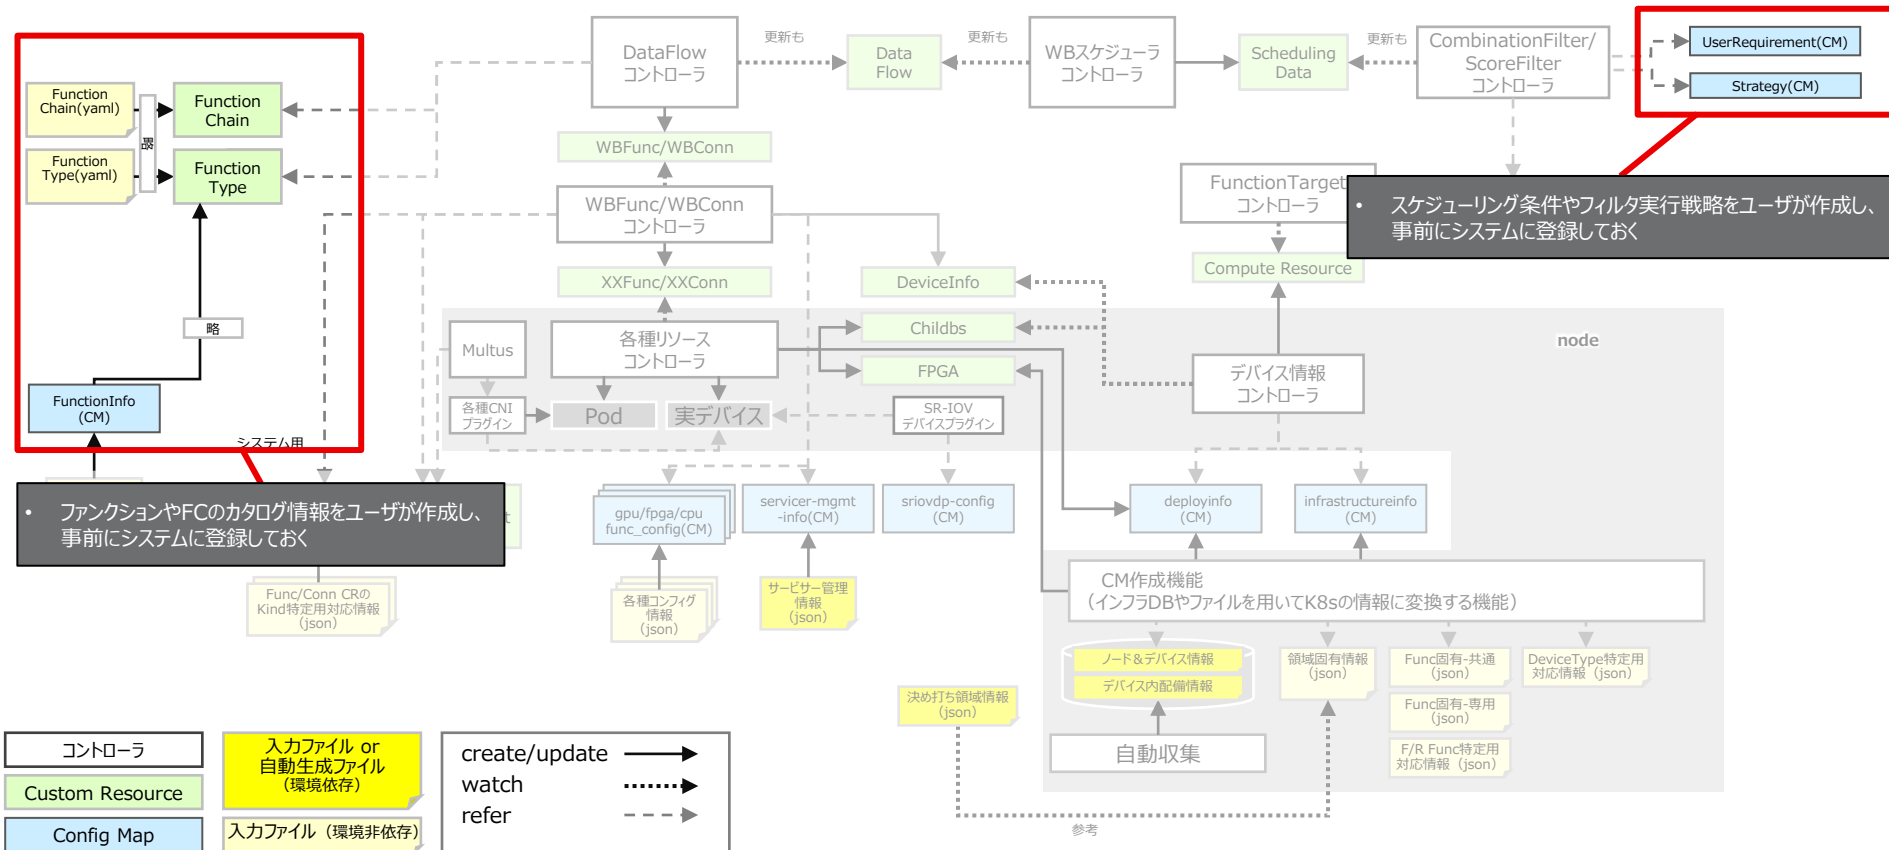 Function
Chain(yaml)
Function
Type(yaml)
略
Function
Chain
Function
Type
略
FunctionInfo
(CM)
システム用
DataFlow
コントローラ
更新も
Data
Flow
更新も
WBスケジューラ
コントローラ
Scheduling
Data
更新も
CombinationFilter/
ScoreFilter
コントローラ
UserRequirement(CM)
Strategy(CM)
WBFunc/WBConn
WBFunc/WBConn
コントローラ
XXFunc/XXConn
DeviceInfo
FunctionTarget
コントローラ
Compute Resource
• スケジューリング条件やフィルタ実行戦略をユーザが作成し、
事前にシステムに登録しておく
node
Multus
各種リソース
コントローラ
Childbs
FPGA
デバイス情報
コントローラ
各種CNI
プラグイン
Pod
実デバイス
SR-IOV
デバイスプラグイン
• ファンクションやFCのカタログ情報をユーザが作成し、
事前にシステムに登録しておく
t
gpu/fpga/cpu
func_config(CM)
servicer-mgmt
-info(CM)
sriovdp-config
(CM)
deployinfo
(CM)
infrastructureinfo
(CM)
Func/Conn CRの
Kind特定用対応情報
(json)
各種コンフィグ
情報
(json)
サービサー管理
情報
(json)
CM作成機能
(インフラDBやファイルを用いてK8sの情報に変換する機能)
ノード&デバイス情報
デバイス内配備情報
領域固有情報
(json)
Func固有-共通
(json)
DeviceType特定用
対応情報(json)
Func固有-専用
(json)
F/R Func特定用
対応情報(json)
自動収集
決め打ち領域情報
(json)
参考
コントローラ
Custom Resource
Config Map
入力ファイル or
自動生成ファイル
(環境依存)
入力ファイル(環境非依存)
create/update
watch
refer